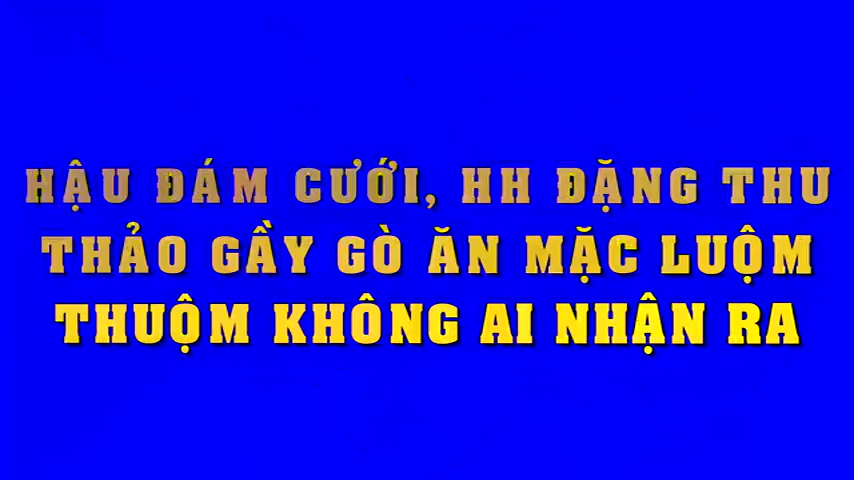 HẬU ĐÁM CƯỚI, HH ĐẶNG THU
THẢO GẦY GÒ ĂN MẶC LUỘM
THUỘM KHÔNG AI NHẬN RA